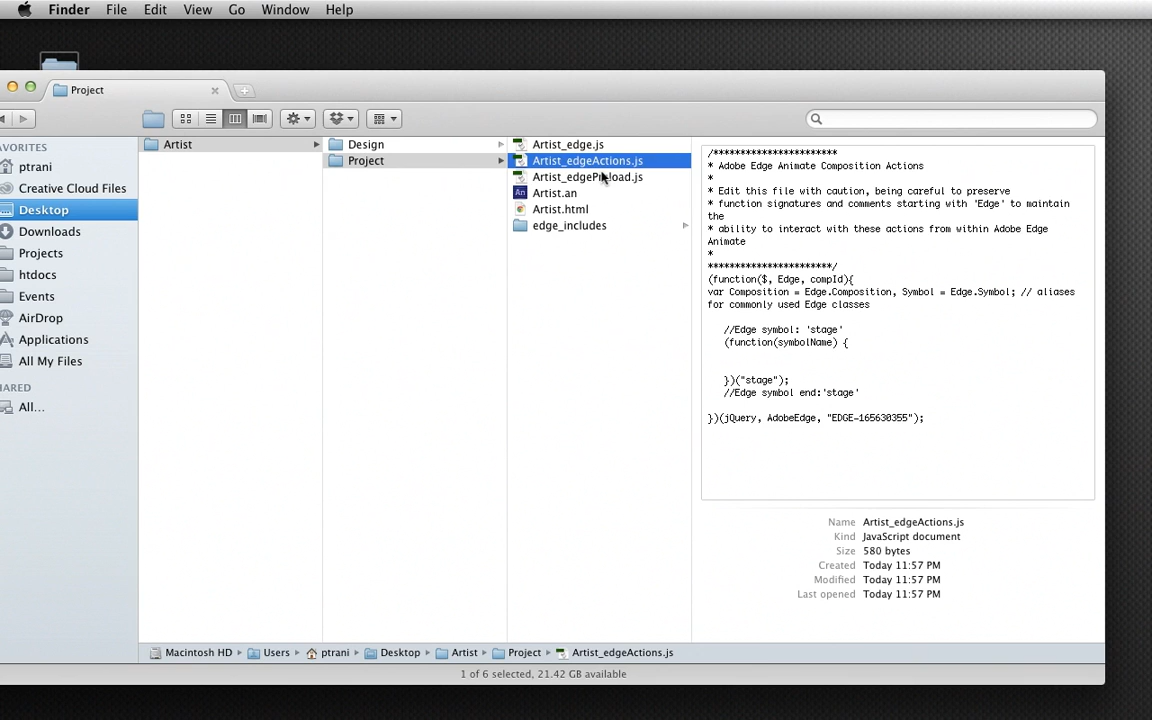 Finder File Edit View Go Window Help
Project
AVORITES
ptrani
Creative Cloud Files
Desktop
Downloads
Projects
htdocs
Events
AirDrop
Applications
All My Files
HARED
All...
Artist
Design
Project
Artist_edge.js
Artist_edgeActions.js
Artist_edgePreload.js
An Artist.an
Artist.html
edge_includes
/************************
* Adobe Edge Animate Composition Actions
*
* Edit this file with caution, being careful to preserve
* function signatures and comments starting with 'Edge' to maintain
the
* ability to interact with these actions from within Adobe Edge
Animate
*
************************/
(function($, Edge, compId){
var Composition = Edge.Composition, Symbol = Edge.Symbol; // aliases
for commonly used Edge classes
//Edge symbol: 'stage'
(function(symbolName) {
})("stage");
//Edge symbol end:'stage'
})(jQuery, AdobeEdge, "EDGE-165630355");
Name Artist_edgeActions.js
Kind JavaScript document
Size 580 bytes
Created Today 11:57 PM
Modified Today 11:57 PM
Last opened Today 11:57 PM
Macintosh HD Users ptrani Desktop Artist Project Artist_edgeActions.js
1 of 6 selected, 21.42 GB available